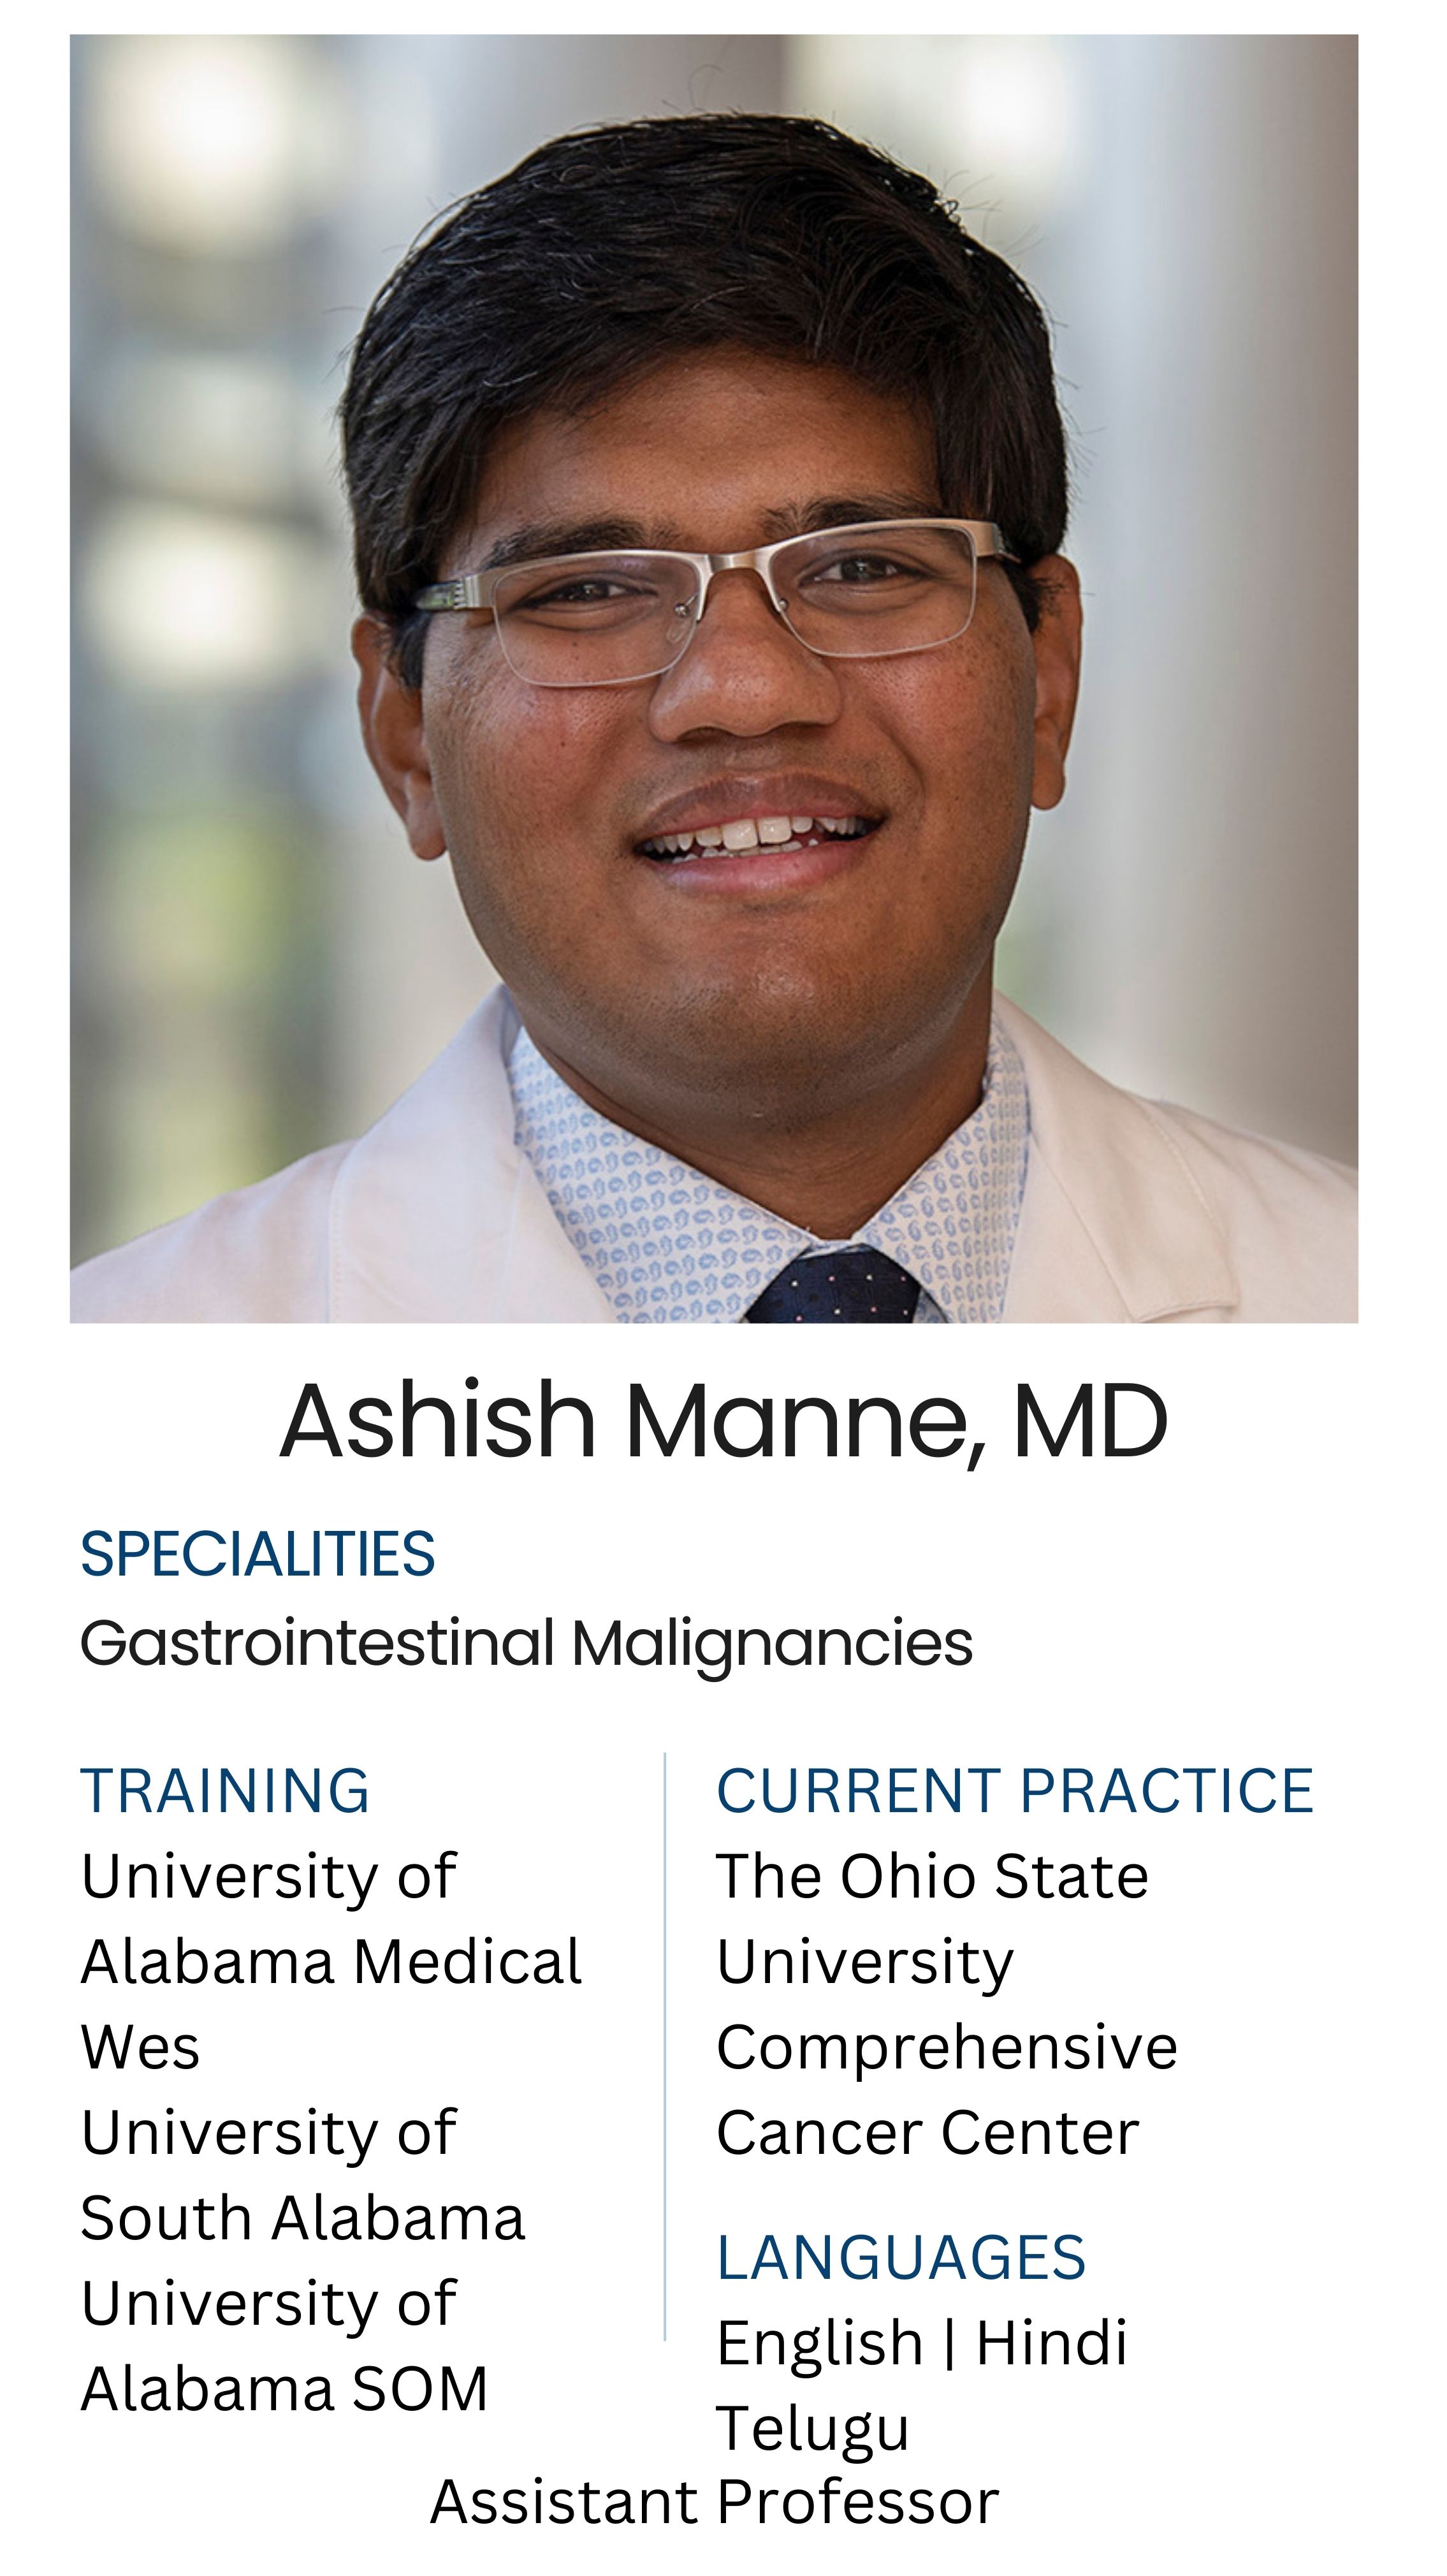 Ashish Manne, MD
SPECIALITIES
Gastrointestinal Malignancies
TRAINING
University of
Alabama Medical
Wes
University of
South Alabama
University of
Alabama SOM
CURRENT PRACTICE
The Ohio State
University
Comprehensive
Cancer Center
LANGUAGES
English | Hindi
Telugu
Assistant Professor